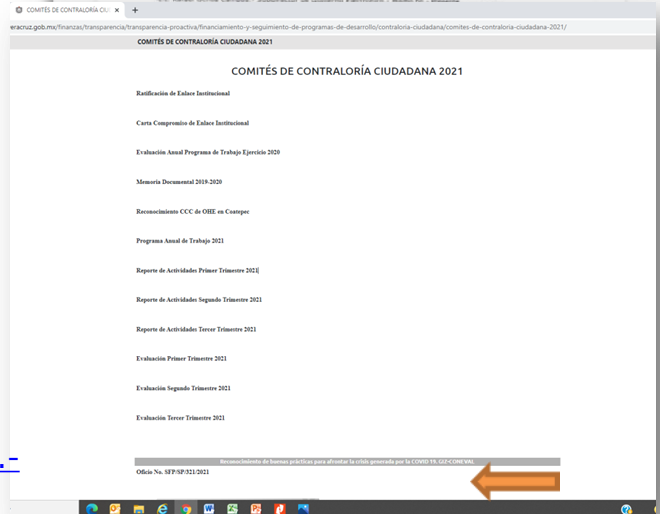 COMITÉS DE CONTRALORÍA CIU
eracruz.gob.mx/finanzas/transparencia/transparencia-proactiva/financiamiento-y-seguimiento-de-programas-de-desarrollo/contraloria-ciudadana/comites-de-contraloria-ciudadana-2021/
COMITÉS DE CONTRALORÍA CIUDADANA 2021
COMITÉS DE CONTRALORÍA CIUDADANA 2021
Ratificación de Enlace Institucional
Carta Compromiso de Enlace Institucional
Evaluación Anual Programa de Trabajo Ejercicio 2020
Memoria Documental 2019-2020
Reconocimiento CCC de OHE en Coatepec
Programa Anual de Trabajo 2021
Reporte de Actividades Primer Trimestre 2021
Reporte de Actividades Segundo Trimestre 2021
Reporte de Actividades Tercer Trimestre 2021
Evaluación Primer Trimestre 2021
Evaluación Segundo Trimestre 2021
Evaluación Tercer Trimestre 2021
Reconocimiento de buenas prácticas para afrontar la crisis generada por la COVID 19. GIZ-CONEVAL
Oficio No. SFP/SP/321/2021